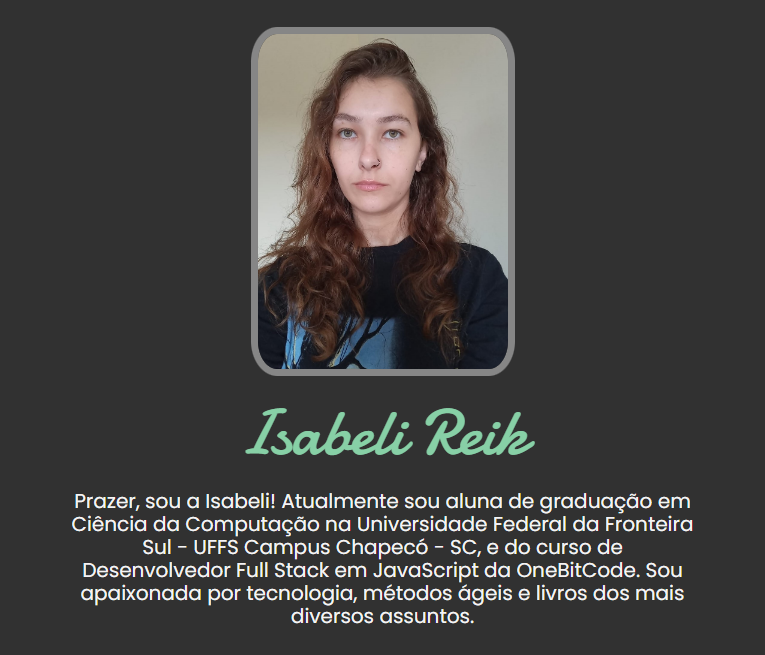 Isabeli Reik
Prazer, sou a Isabeli! Atualmente sou aluna de graduação em
Ciência da Computação na Universidade Federal da Fronteira
Sul - UFFS Campus Chapecó - SC, e do curso de
Desenvolvedor Full Stack em JavaScript da OneBitCode. Sou
apaixonada por tecnologia, métodos ágeis e livros dos mais
diversos assuntos.